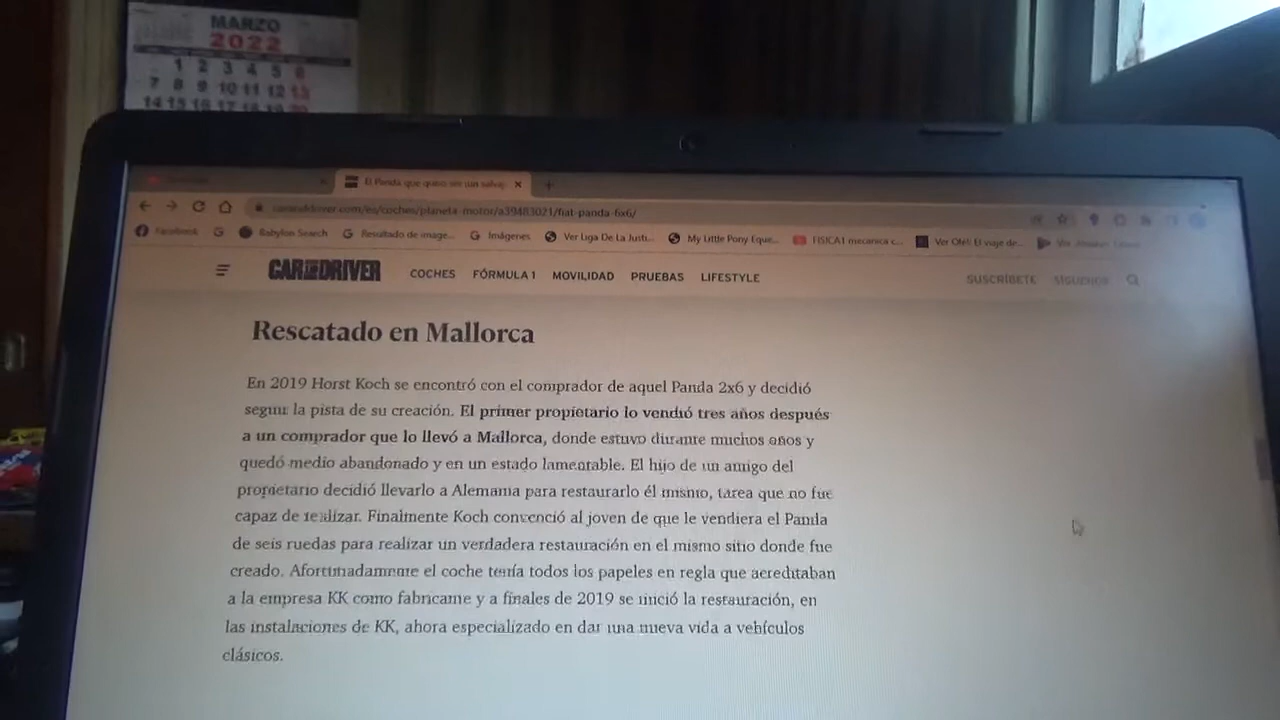 MARZO
2022
1 2 3 4 5 6
7 8 9 10 11 12 13
14 15 16 17 18 19 20
El Panda que quiso ser un salvaj
caranddriver.com/es/coches/planeta-motor/a39483021/fiat-panda-6x6/
Facebook Babylon Search Resultado de image... Imágenes Ver Liga De La Justi... My Little Pony Eque... FISICA1 mecanica c... Ver Olé! El viaje de...
CAR AND DRIVER COCHES FÓRMULA 1 MOVILIDAD PRUEBAS LIFESTYLE SUSCRÍBETE SÍGUENOS
Rescatado en Mallorca
En 2019 Horst Koch se encontró con el comprador de aquel Panda 2x6 y decidió
seguir la pista de su creación. El primer propietario lo vendió tres años después
a un comprador que lo llevó a Mallorca, donde estuvo durante muchos años y
quedó medio abandonado y en un estado lamentable. El hijo de un amigo del
propietario decidió llevarlo a Alemania para restaurarlo él mismo, tarea que no fue
capaz de realizar. Finalmente Koch convenció al joven de que le vendiera el Panda
de seis ruedas para realizar un verdadera restauración en el mismo sitio donde fue
creado. Afortunadamente el coche tenía todos los papeles en regla que acreditaban
a la empresa KK como fabricante y a finales de 2019 se inició la restauración, en
las instalaciones de KK, ahora especializado en dar una nueva vida a vehículos
clásicos.